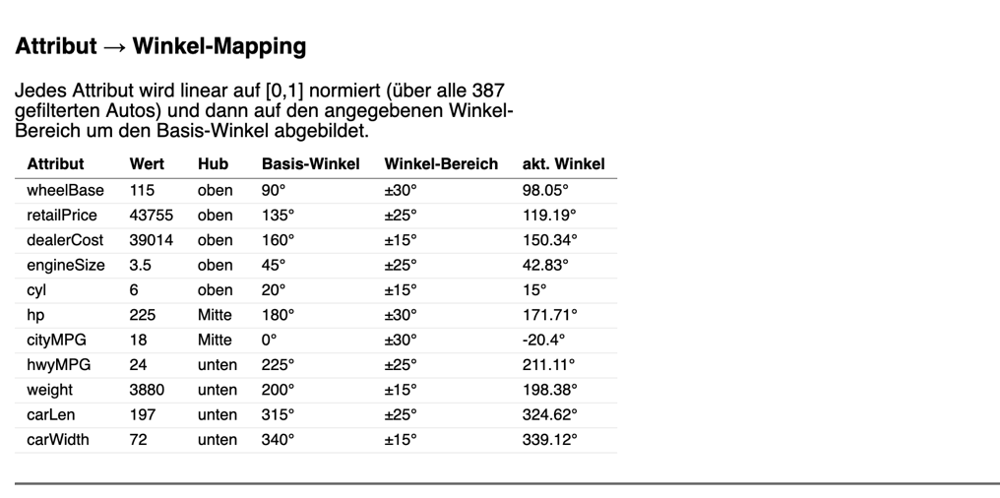 Attribut → Winkel-Mapping
Jedes Attribut wird linear auf [0,1] normiert (über alle 387
gefilterten Autos) und dann auf den angegebenen Winkel-
Bereich um den Basis-Winkel abgebildet.
Attribut Wert Hub Basis-Winkel Winkel-Bereich akt. Winkel
wheelBase 115 oben 90° ±30° 98.05°
retailPrice 43755 oben 135° ±25° 119.19°
dealerCost 39014 oben 160° ±15° 150.34°
engineSize 3.5 oben 45° ±25° 42.83°
cyl 6 oben 20° ±15° 15°
hp 225 Mitte 180° ±30° 171.71°
cityMPG 18 Mitte 0° ±30° -20.4°
hwyMPG 24 unten 225° ±25° 211.11°
weight 3880 unten 200° ±15° 198.38°
carLen 197 unten 315° ±25° 324.62°
carWidth 72 unten 340° ±15° 339.12°